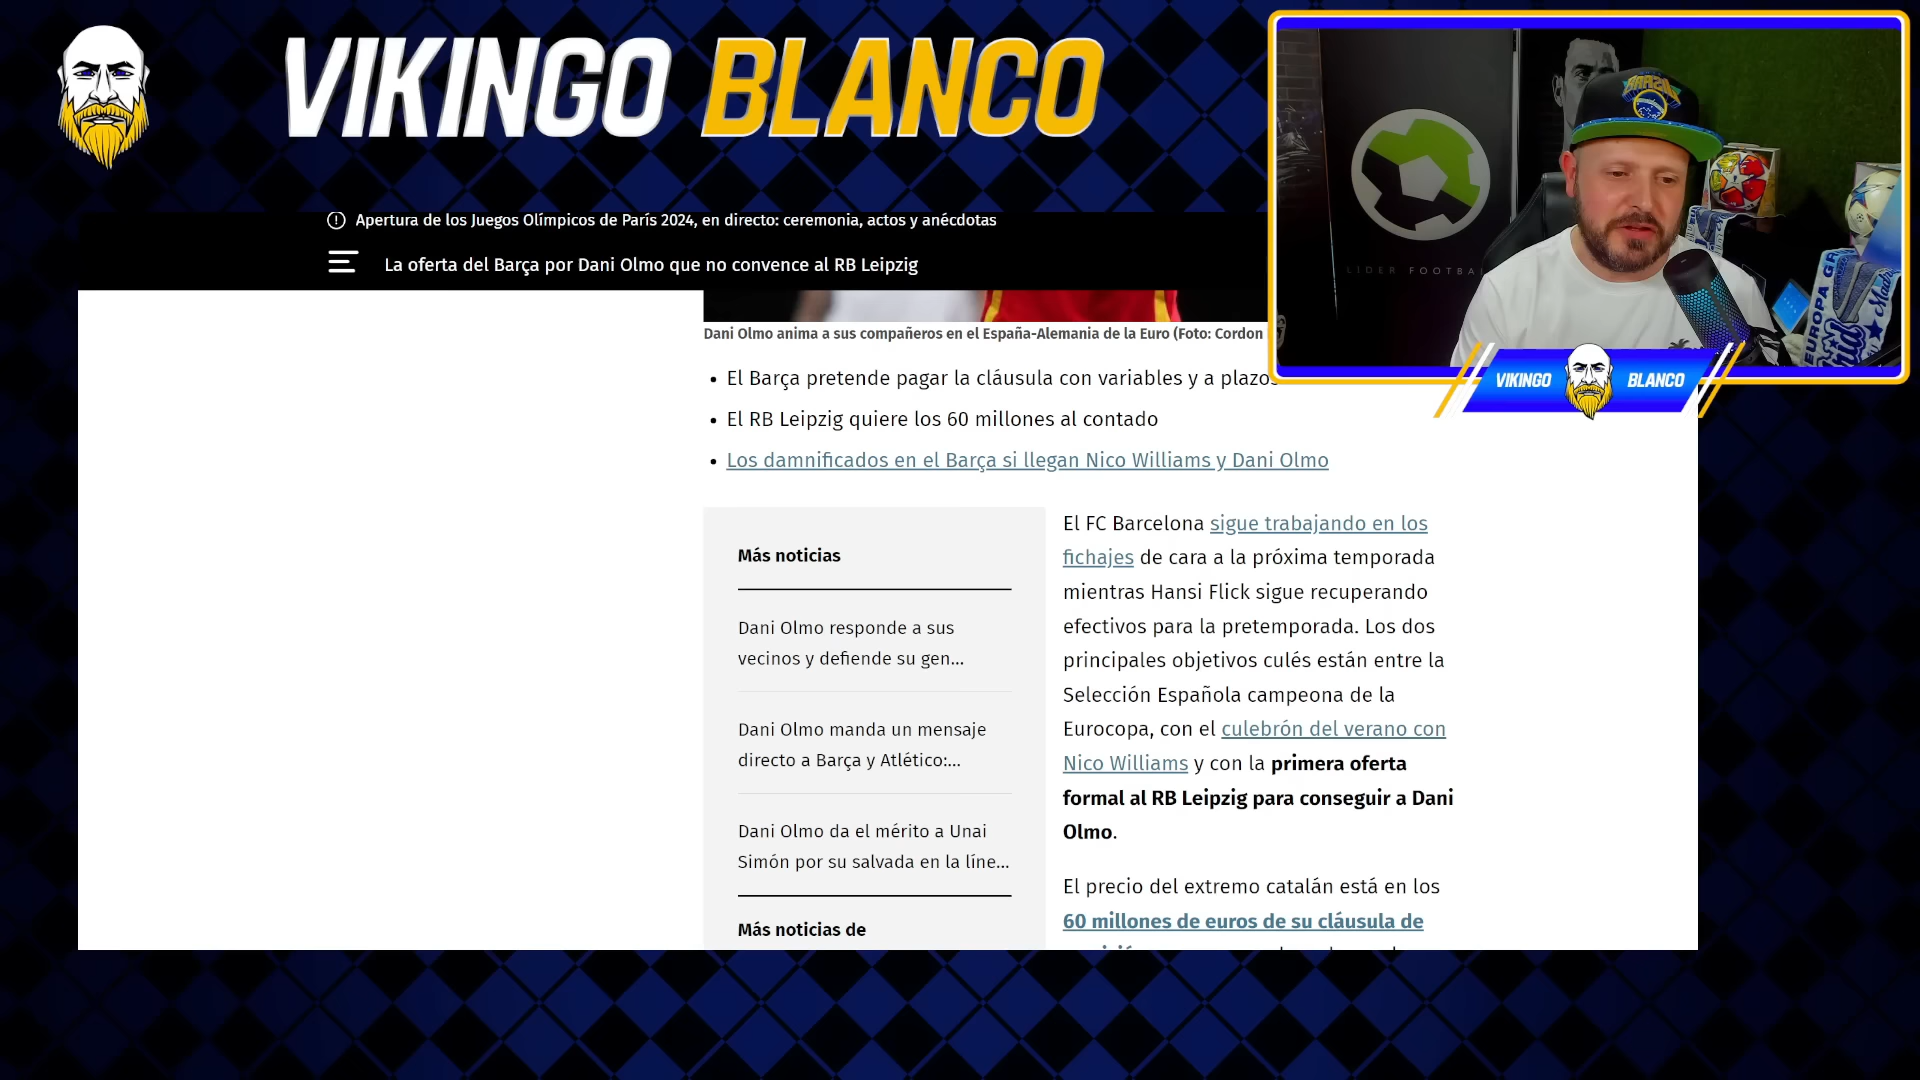 VIKINGO BLANCO
Apertura de los Juegos Olímpicos de París 2024, en directo: ceremonia, actos y anécdotas
La oferta del Barça por Dani Olmo que no convence al RB Leipzig
Dani Olmo anima a sus compañeros en el España-Alemania de la Euro (Foto: Cordon
• El Barça pretende pagar la cláusula con variables y a plazos
• El RB Leipzig quiere los 60 millones al contado
• Los damnificados en el Barça si llegan Nico Williams y Dani Olmo
Más noticias
Dani Olmo responde a sus
vecinos y defiende su gen...
Dani Olmo manda un mensaje
directo a Barça y Atlético:...
Dani Olmo da el mérito a Unai
Simón por su salvada en la líne...
Más noticias de
El FC Barcelona sigue trabajando en los
fichajes de cara a la próxima temporada
mientras Hansi Flick sigue recuperando
efectivos para la pretemporada. Los dos
principales objetivos culés están entre la
Selección Española campeona de la
Eurocopa, con el culebrón del verano con
Nico Williams y con la primera oferta
formal al RB Leipzig para conseguir a Dani
Olmo.
El precio del extremo catalán está en los
60 millones de euros de su cláusula de
BRAZIL
LIDER FOOTBA
EUROPA
VIKINGO BLANCO